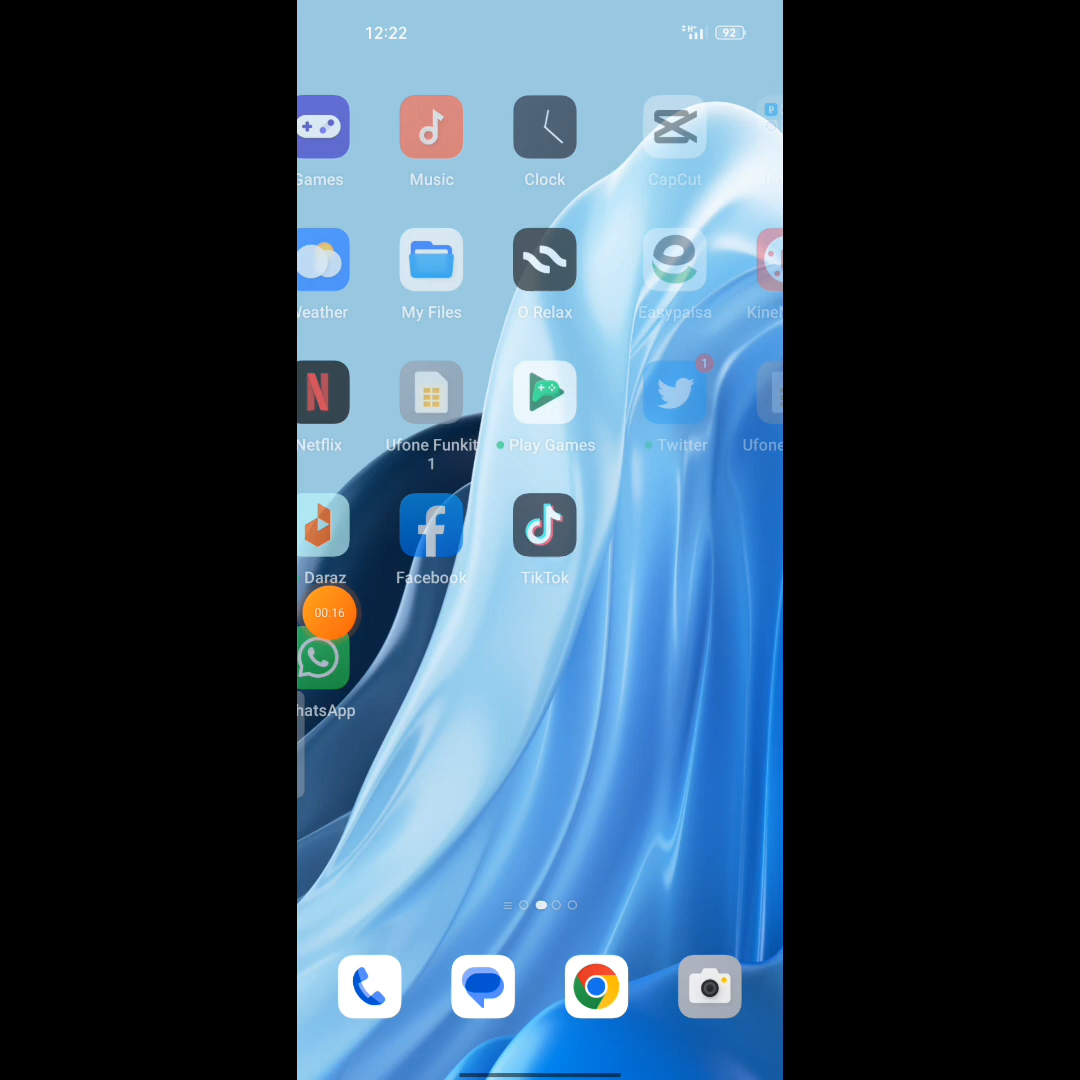 12:22
H+
92
Games
Music
Clock
CapCut
P
Weather
My Files
O Relax
Easypaisa
Netflix
Ufone Funkit
1
Play Games
1
Twitter
Ufone
Daraz
Facebook
TikTok
00:16
WhatsApp